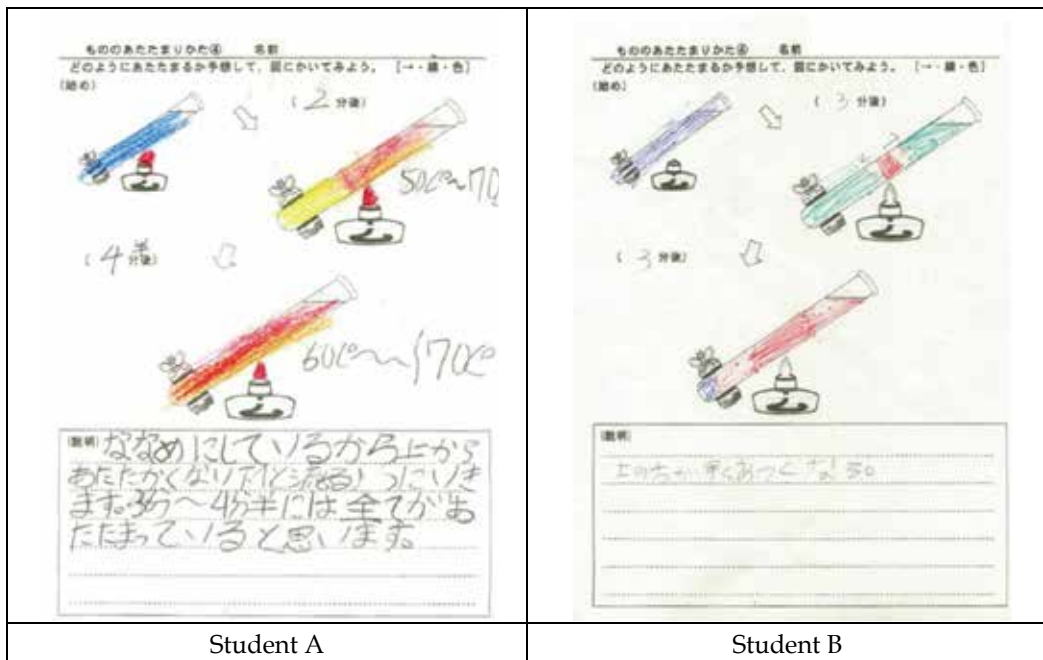 もののあたたまりかた④ 名前
どのようにあたたまるか予想して、図にかいてみよう。 [→・線・色]
(始め)
( 2 分後)
50℃〜70
( 4 半 分後)
60℃〜〜170℃
(説明) ななめにしているから上から
あたたかくなり下へと流るようにいき
ます。3分〜4分半には全てがあ
たたまっていると思います。
Student A
もののあたたまりかた④ 名前
どのようにあたたまるか予想して、図にかいてみよう。 [→・線・色]
(始め)
( 3 分後)
( 3 分後)
(説明)
上の方が早くあつくなる。
Student B